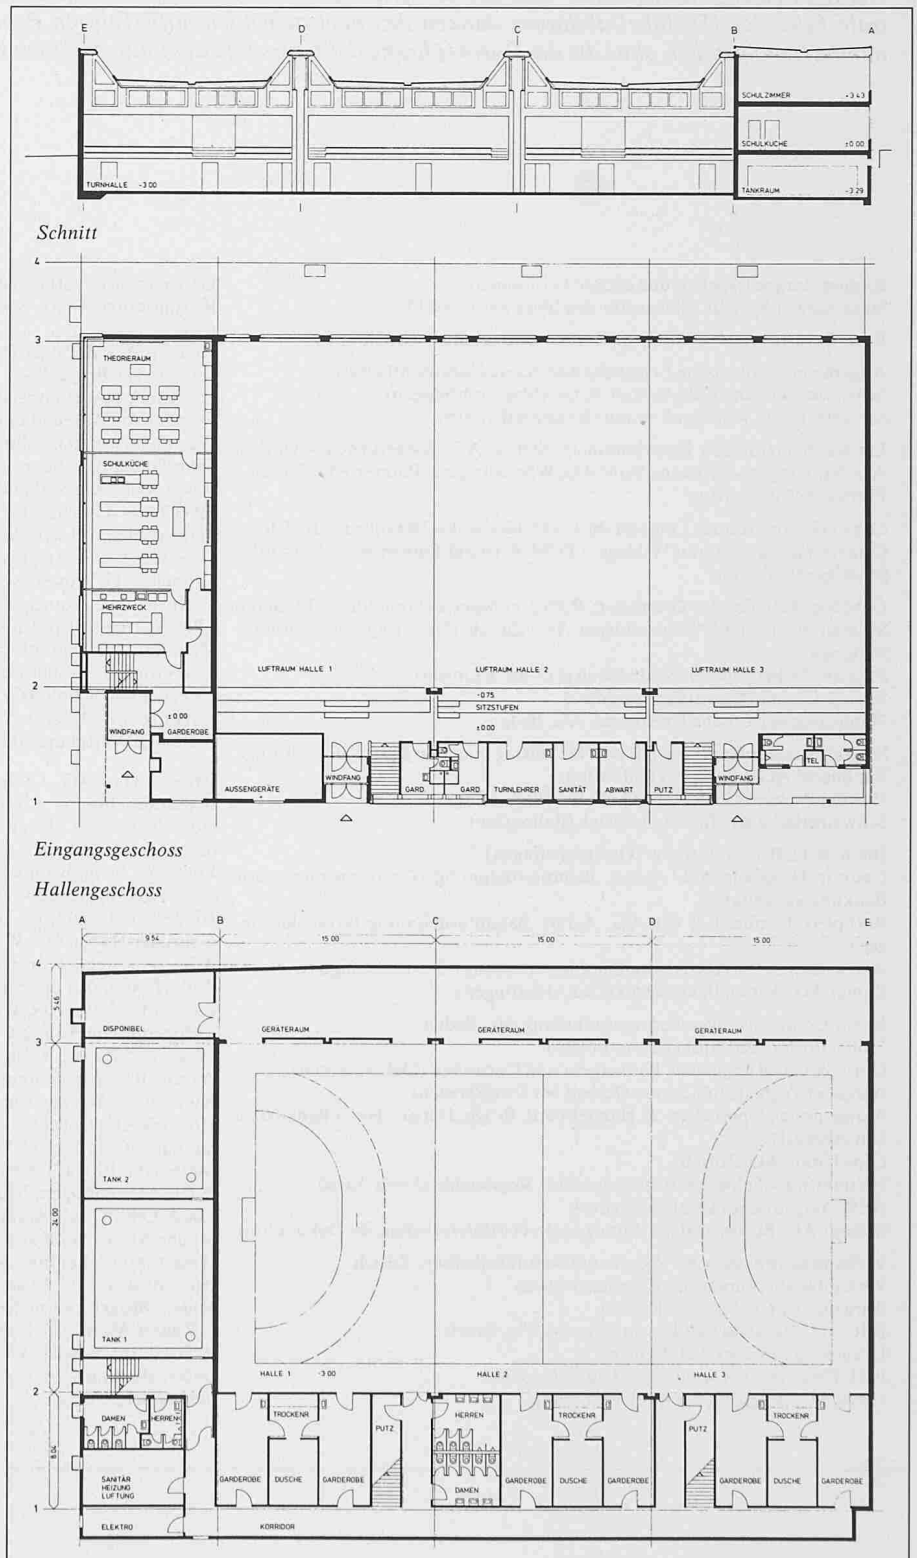 E D C B A
SCHULZIMMER -3.43
SCHULKÜCHE ±0.00
TURNHALLE -3.00
TANKRAUM -3.29
Schnitt
4
3
THEORIERAUM
SCHULKÜCHE
MEHRZWECK
LUFTRAUM HALLE 1 LUFTRAUM HALLE 2 LUFTRAUM HALLE 3
2
-0.75
SITZSTUFEN
±0.00 ±0.00
WINDFANG GARDEROBE
TEL
AUSSENGERÄTE WINDFANG GARD. GARD. TURNLEHRER SANITÄT ABWART PUTZ WINDFANG
1
Eingangsgeschoss
Hallengeschoss
A B C D E
9.54 15.00 15.00 15.00
4
5.46
DISPONIBEL GERÄTERAUM GERÄTERAUM GERÄTERAUM
3
TANK 2
24.00
TANK 1
HALLE 1 -3.00 HALLE 2 HALLE 3
2
DAMEN HERREN TROCKENR. PUTZ HERREN TROCKENR. PUTZ TROCKENR.
8.04
SANITÄR
HEIZUNG
LÜFTUNG
GARDEROBE DUSCHE GARDEROBE DAMEN GARDEROBE DUSCHE GARDEROBE GARDEROBE DUSCHE GARDEROBE
1
ELEKTRO KORRIDOR